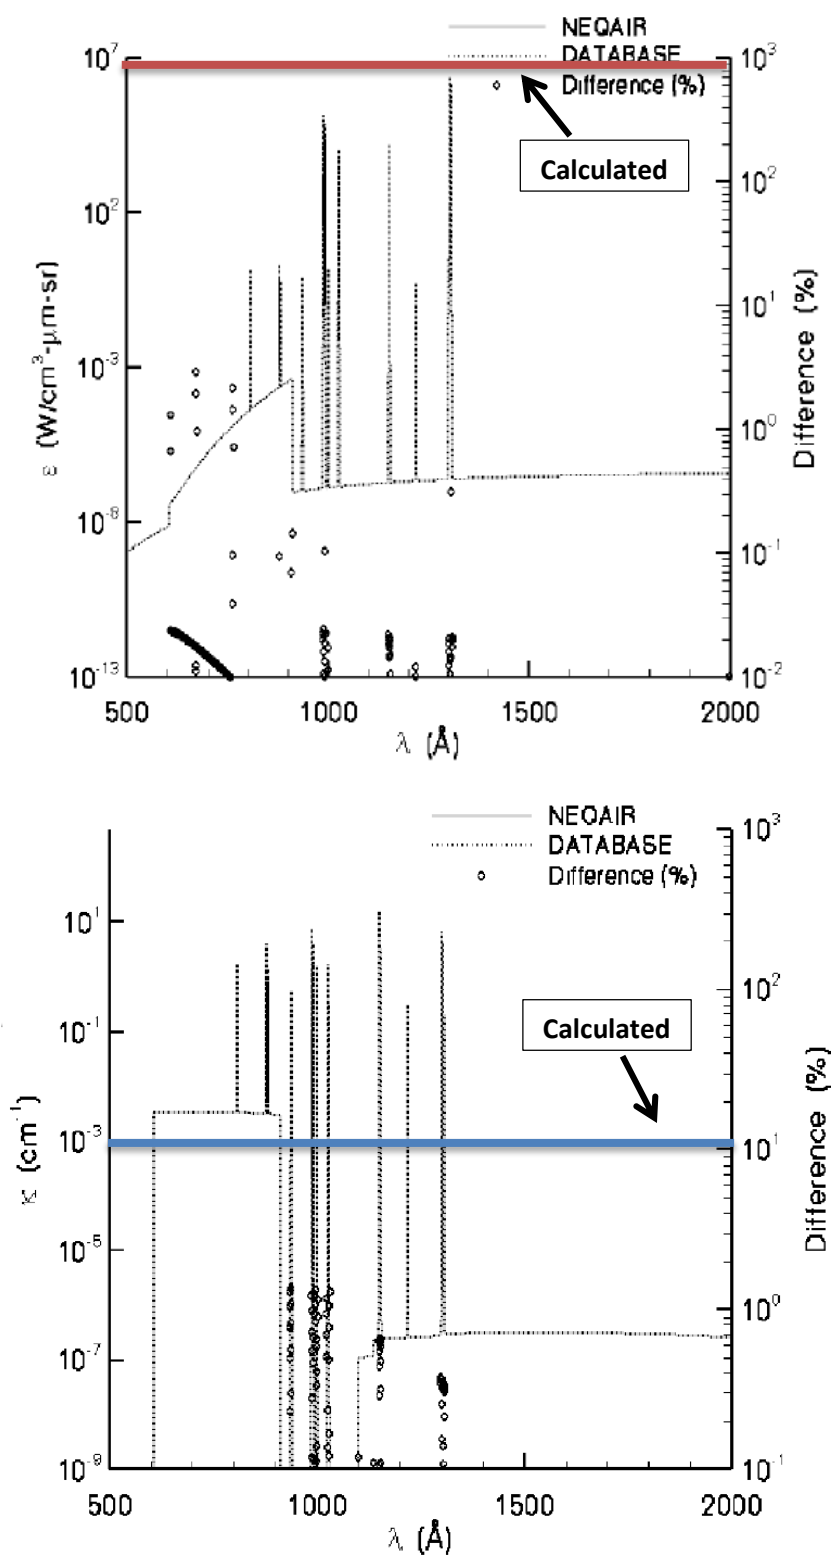 NEQAIR
DATABASE
Difference (%)
Calculated
10^7
10^2
10^-3
10^-8
10^-13
ε (W/cm^3-μm-sr)
10^3
10^2
10^1
10^0
10^-1
10^-2
Difference (%)
500 1000 1500 2000
λ (Å)
NEQAIR
DATABASE
Difference (%)
Calculated
10^1
10^-1
10^-3
10^-5
10^-7
10^-9
κ (cm^-1)
10^3
10^2
10^1
10^0
10^-1
Difference (%)
500 1000 1500 2000
λ (Å)